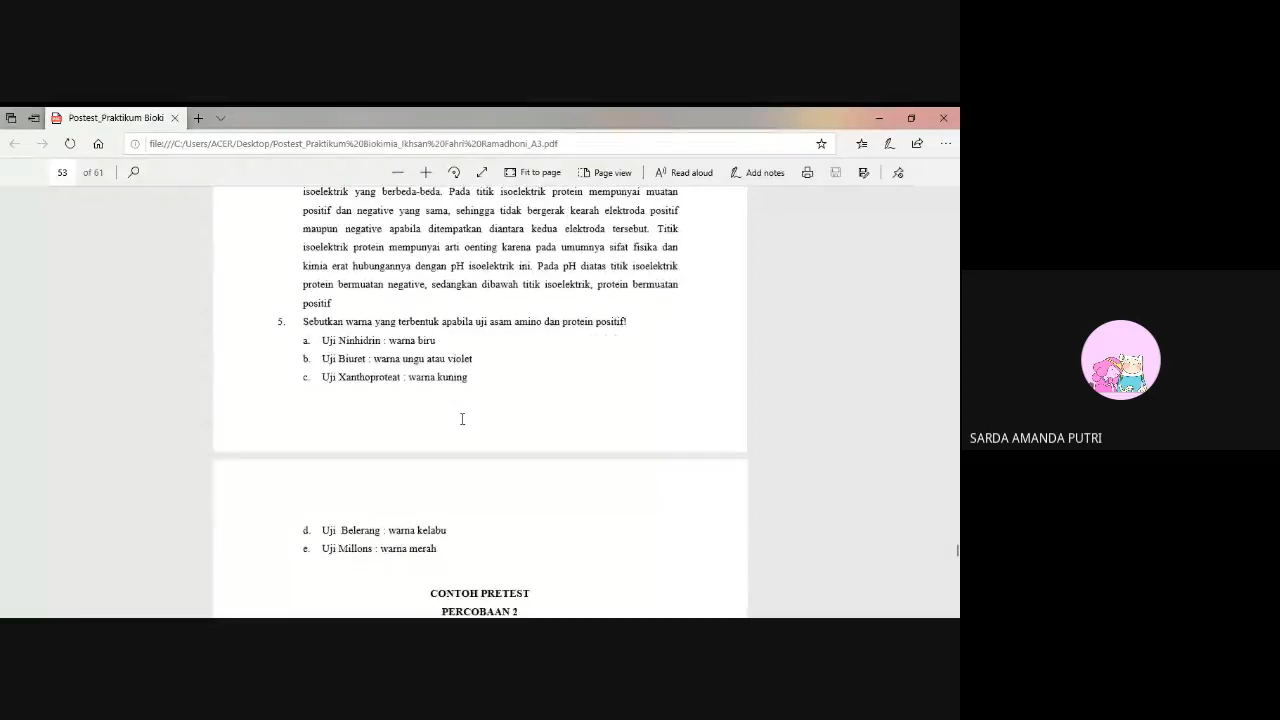 Postest_Praktikum Bioki
file:///C:/Users/ACER/Desktop/Postest_Praktikum%20Biokimia_Ikhsan%20Fahri%20Ramadhoni_A3.pdf
53 of 61
Fit to page
Page view
Read aloud
Add notes
isoelektrik yang berbeda-beda. Pada titik isoelektrik protein mempunyai muatan
positif dan negative yang sama, sehingga tidak bergerak kearah elektroda positif
maupun negative apabila ditempatkan diantara kedua elektroda tersebut. Titik
isoelektrik protein mempunyai arti oenting karena pada umumnya sifat fisika dan
kimia erat hubungannya dengan pH isoelektrik ini. Pada pH diatas titik isoelektrik
protein bermuatan negative, sedangkan dibawah titik isoelektrik, protein bermuatan
positif
5. Sebutkan warna yang terbentuk apabila uji asam amino dan protein positif!
a. Uji Ninhidrin : warna biru
b. Uji Biuret : warna ungu atau violet
c. Uji Xanthoproteat : warna kuning
d. Uji Belerang : warna kelabu
e. Uji Millons : warna merah
CONTOH PRETEST
PERCOBAAN 2
SARDA AMANDA PUTRI